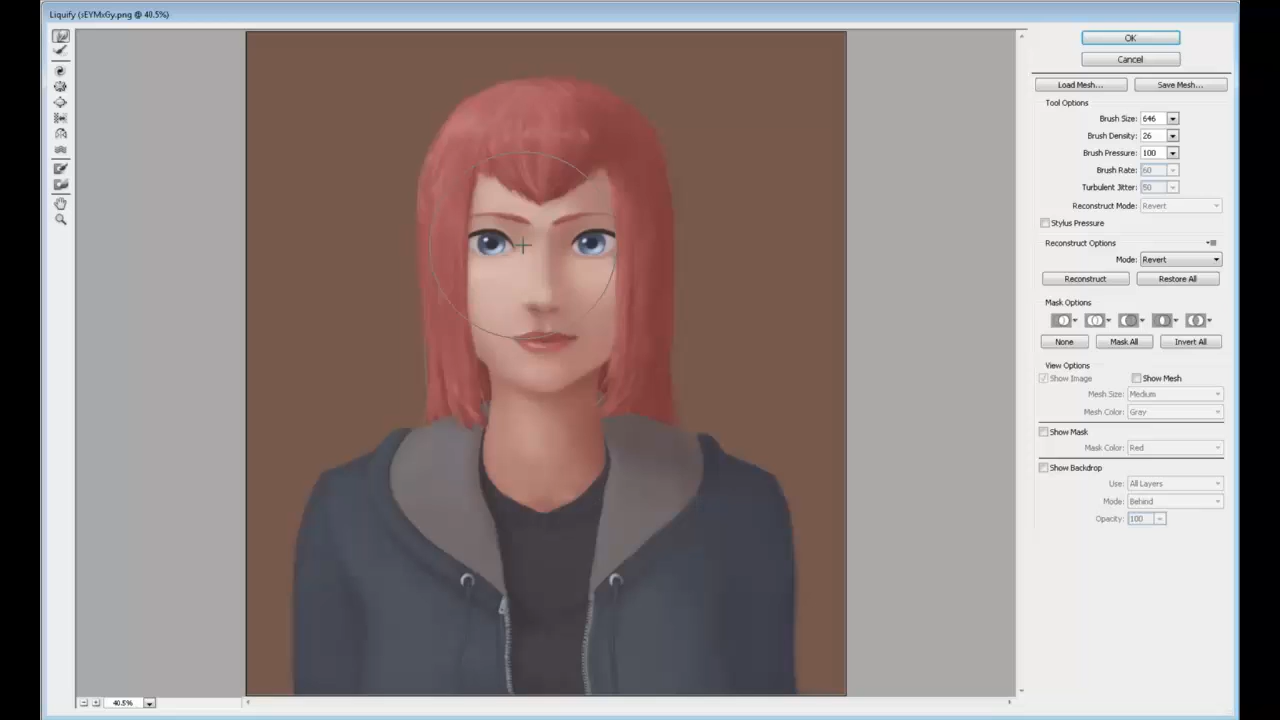 Liquify (sEYMxGy.png @ 40.5%)
OK
Cancel
Load Mesh... Save Mesh...
Tool Options
Brush Size: 646
Brush Density: 26
Brush Pressure: 100
Brush Rate: 60
Turbulent Jitter: 50
Reconstruct Mode: Revert
Stylus Pressure
Reconstruct Options
Mode: Revert
Reconstruct Restore All
Mask Options
None Mask All Invert All
View Options
Show Image Show Mesh
Mesh Size: Medium
Mesh Color: Gray
Show Mask
Mask Color: Red
Show Backdrop
Use: All Layers
Mode: Behind
Opacity: 100
40.5%